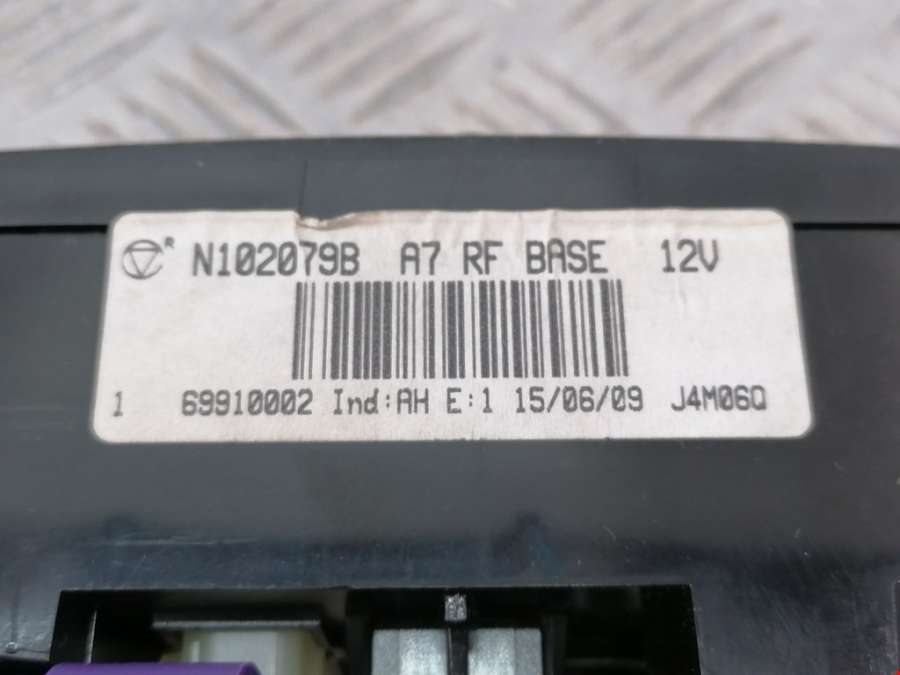 R N102079B A7 RF BASE 12V
1 69910002 Ind:AH E:1 15/06/09 J4M06Q